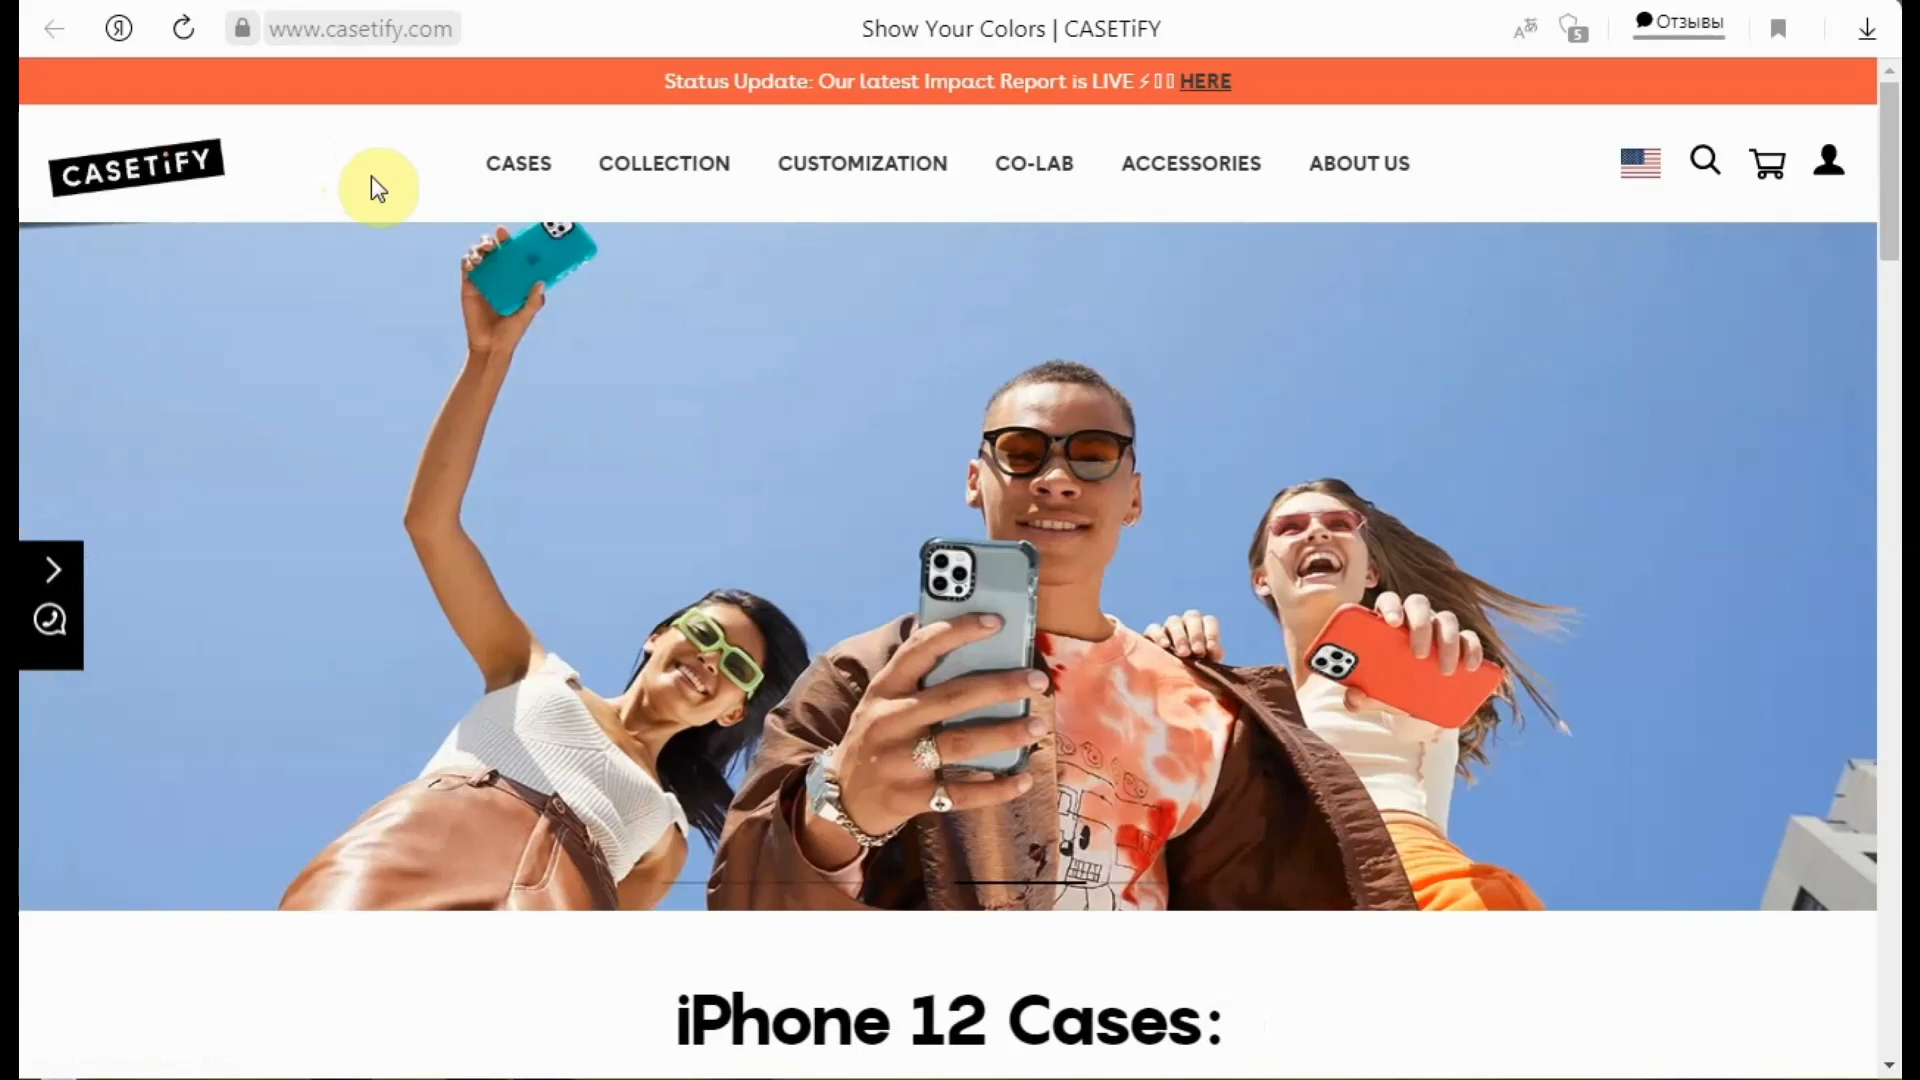 www.casetify.com
Show Your Colors | CASETiFY
5
Отзывы
Status Update: Our latest Impact Report is LIVE ⚡ HERE
CASETiFY
CASES
COLLECTION
CUSTOMIZATION
CO-LAB
ACCESSORIES
ABOUT US
iPhone 12 Cases: